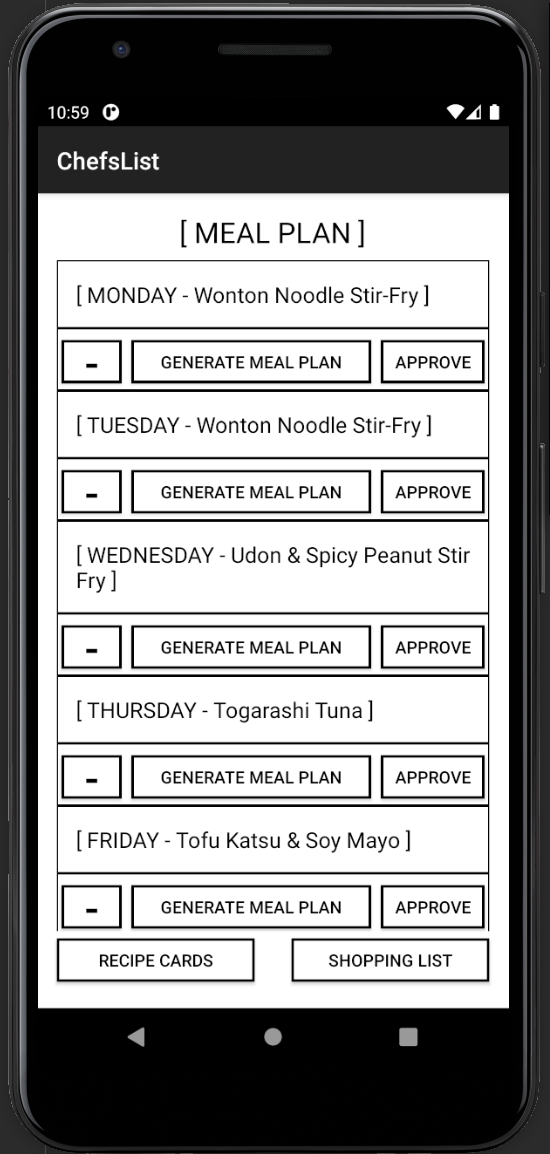 10:59
ChefsList
[ MEAL PLAN ]
[ MONDAY - Wonton Noodle Stir-Fry ]
- GENERATE MEAL PLAN APPROVE
[ TUESDAY - Wonton Noodle Stir-Fry ]
- GENERATE MEAL PLAN APPROVE
[ WEDNESDAY - Udon & Spicy Peanut Stir
Fry ]
- GENERATE MEAL PLAN APPROVE
[ THURSDAY - Togarashi Tuna ]
- GENERATE MEAL PLAN APPROVE
[ FRIDAY - Tofu Katsu & Soy Mayo ]
- GENERATE MEAL PLAN APPROVE
RECIPE CARDS SHOPPING LIST